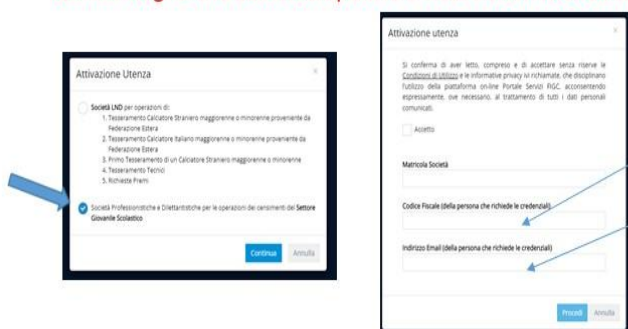 Attivazione Utenza
Società LND per operazioni di:
1. Tesseramento Calciatore Straniero maggiorenne o minorenne proveniente da
Federazione Estera
2. Tesseramento Calciatore Italiano maggiorenne o minorenne proveniente da
Federazione Estera
3. Primo Tesseramento di un Calciatore Straniero maggiorenne o minorenne
4. Tesseramento Tecnici
5. Richieste Premi
Società Professionistiche e Dilettantistiche per le operazioni dei censimenti del Settore
Giovanile Scolastico
Continua Annulla
Attivazione utenza
Si conferma di aver letto, compreso e di accettare senza riserve le
Condizioni di Utilizzo e le informative privacy ivi richiamate, che disciplinano
l'utilizzo della piattaforma on-line Portale Servizi FIGC, acconsentendo
espressamente, ove necessario, al trattamento di tutti i dati personali
comunicati.
Accetto
Matricola Società
Codice Fiscale (della persona che richiede le credenziali)
Indirizzo Email (della persona che richiede le credenziali)
Procedi Annulla